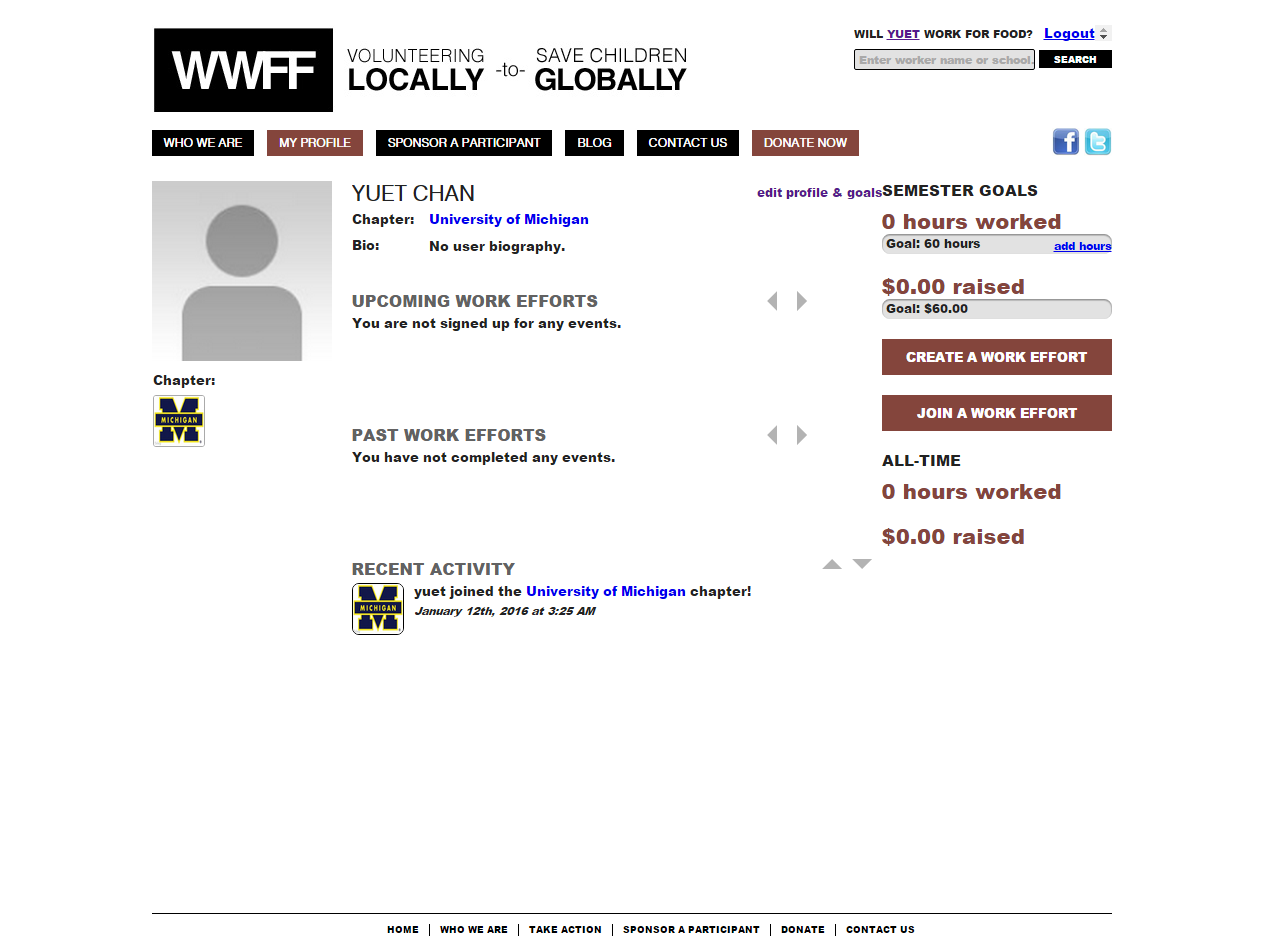 WWFF
VOLUNTEERING
LOCALLY
-to-
SAVE CHILDREN
GLOBALLY
WILL YUET WORK FOR FOOD? Logout
Enter worker name or school. SEARCH
WHO WE ARE MY PROFILE SPONSOR A PARTICIPANT BLOG CONTACT US DONATE NOW
YUET CHAN
edit profile & goals
Chapter: University of Michigan
Bio: No user biography.
UPCOMING WORK EFFORTS
You are not signed up for any events.
PAST WORK EFFORTS
You have not completed any events.
RECENT ACTIVITY
MICHIGAN
yuet joined the University of Michigan chapter!
January 12th, 2016 at 3:25 AM
Chapter:
MICHIGAN
SEMESTER GOALS
0 hours worked
Goal: 60 hours add hours
$0.00 raised
Goal: $60.00
CREATE A WORK EFFORT
JOIN A WORK EFFORT
ALL-TIME
0 hours worked
$0.00 raised
HOME | WHO WE ARE | TAKE ACTION | SPONSOR A PARTICIPANT | DONATE | CONTACT US